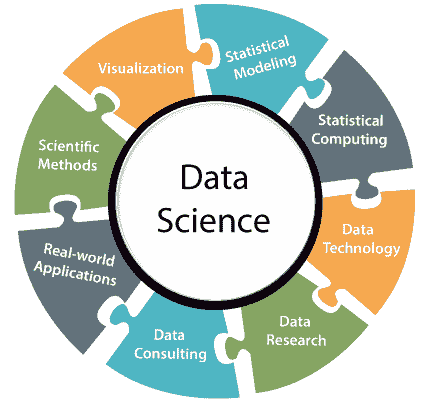 Data
Science
Statistical
Modeling
Statistical
Computing
Data
Technology
Data
Research
Data
Consulting
Real-world
Applications
Scientific
Methods
Visualization